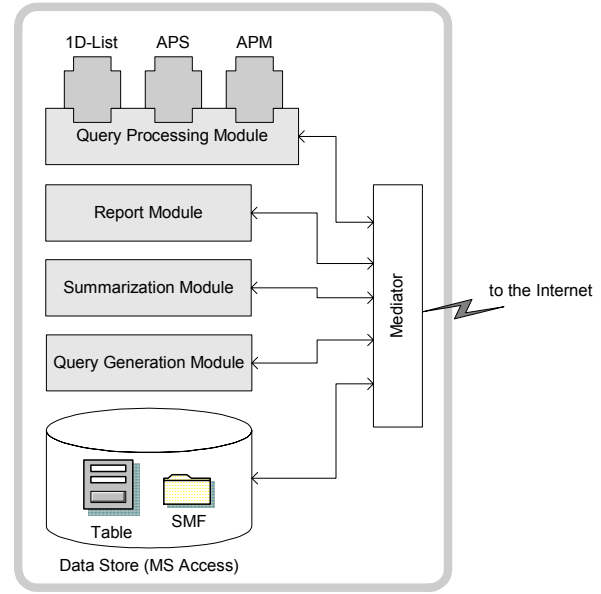 1D-List APS APM
Query Processing Module
Report Module
Summarization Module
Query Generation Module
Mediator
to the Internet
Table
SMF
Data Store (MS Access)